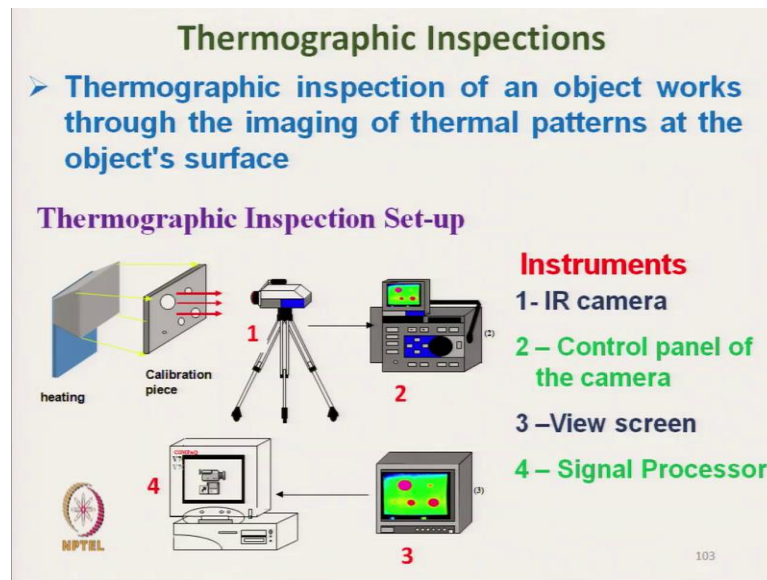 Thermographic Inspections
➢ Thermographic inspection of an object works
through the imaging of thermal patterns at the
object's surface
Thermographic Inspection Set-up
heating
Calibration
piece
1
(2)
2
Instruments
1- IR camera
2 – Control panel of
the camera
3 –View screen
4 – Signal Processor
4
(3)
3
NPTEL
103